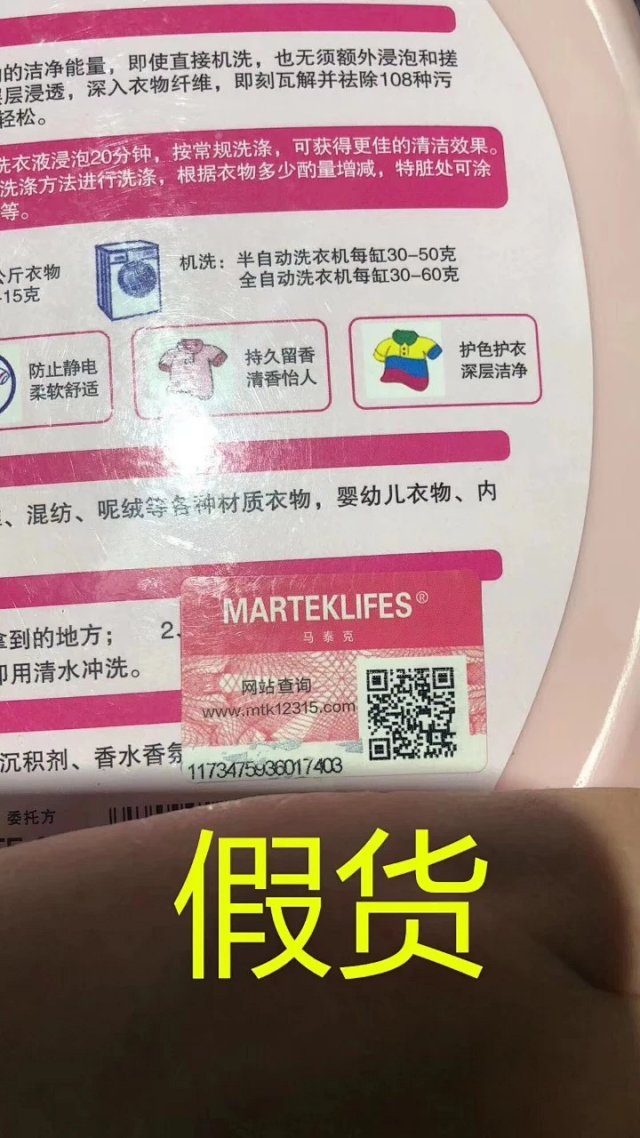 的洁净能量，即使直接机洗，也无须额外浸泡和搓
层浸透，深入衣物纤维，即刻瓦解并祛除108种污
轻松。
洗衣液浸泡20分钟，按常规洗涤，可获得更佳的清洁效果。
洗涤方法进行洗涤，根据衣物多少酌量增减，特脏处可涂
等。
公斤衣物
-15克
机洗：半自动洗衣机每缸30-50克
全自动洗衣机每缸30-60克
防止静电
柔软舒适
持久留香
清香怡人
护色护衣
深层洁净
、混纺、呢绒等各种材质衣物，婴幼儿衣物、内
MARTEKLIFES®
马泰克
拿到的地方； 2、
即用清水冲洗。
网站查询
www.mtk12315.com
沉积剂、香水香氛
1173475936017403
委托方
假货